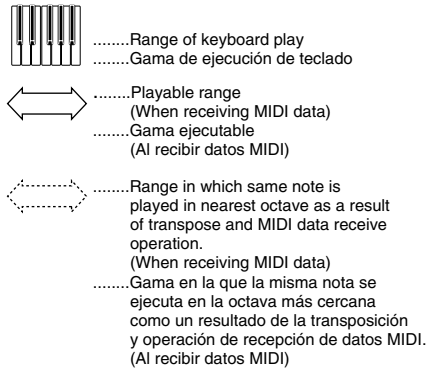 ........Range of keyboard play
........Gama de ejecución de teclado
........Playable range
(When receiving MIDI data)
........Gama ejecutable
(Al recibir datos MIDI)
........Range in which same note is
played in nearest octave as a result
of transpose and MIDI data receive
operation.
(When receiving MIDI data)
........Gama en la que la misma nota se
ejecuta en la octava más cercana
como un resultado de la transposición
y operación de recepción de datos MIDI.
(Al recibir datos MIDI)